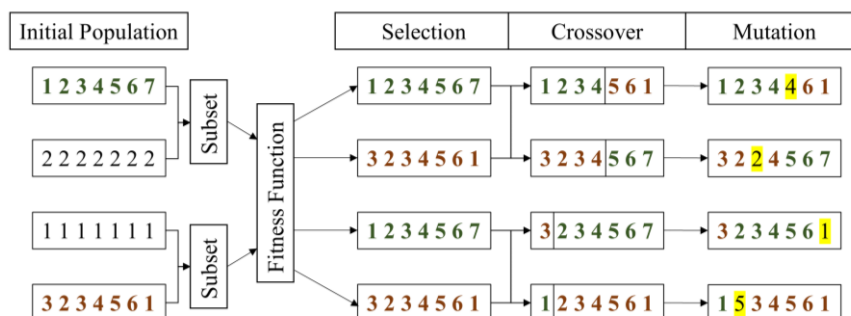 Initial Population
Selection
Crossover
Mutation
1 2 3 4 5 6 7
2 2 2 2 2 2 2
Subset
1 1 1 1 1 1 1
3 2 3 4 5 6 1
Subset
Fitness Function
1 2 3 4 5 6 7
1 2 3 4 5 6 1
1 2 3 4 4 6 1
3 2 3 4 5 6 1
3 2 3 4 5 6 7
3 2 2 4 5 6 7
1 2 3 4 5 6 7
3 2 3 4 5 6 7
3 2 3 4 5 6 1
3 2 3 4 5 6 1
1 2 3 4 5 6 1
1 5 3 4 5 6 1